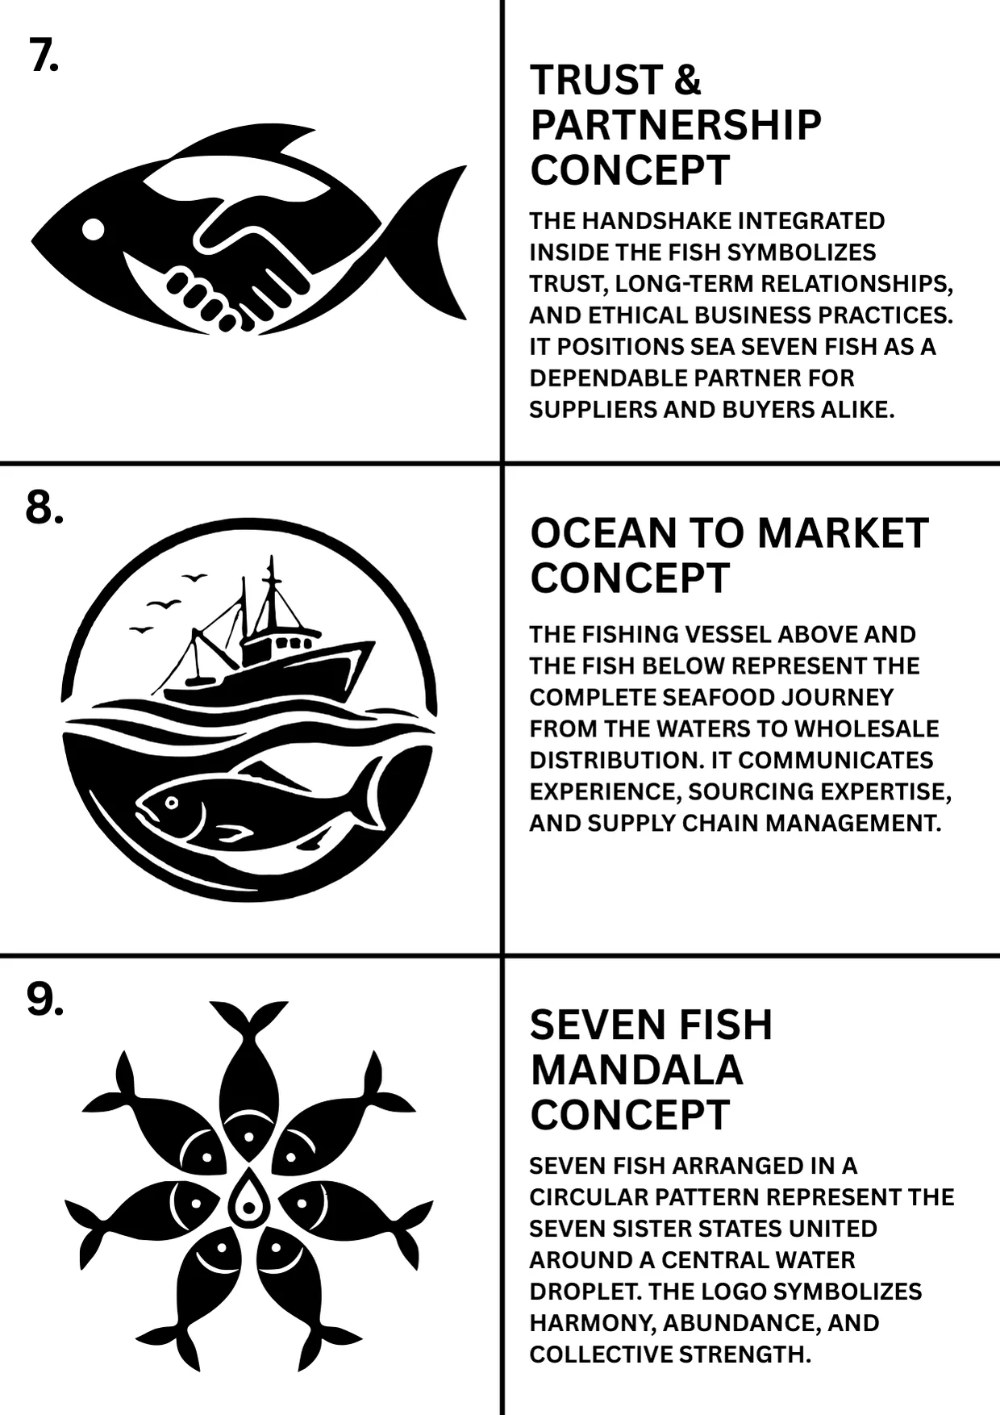 7.
TRUST &
PARTNERSHIP
CONCEPT
THE HANDSHAKE INTEGRATED
INSIDE THE FISH SYMBOLIZES
TRUST, LONG-TERM RELATIONSHIPS,
AND ETHICAL BUSINESS PRACTICES.
IT POSITIONS SEA SEVEN FISH AS A
DEPENDABLE PARTNER FOR
SUPPLIERS AND BUYERS ALIKE.
8.
OCEAN TO MARKET
CONCEPT
THE FISHING VESSEL ABOVE AND
THE FISH BELOW REPRESENT THE
COMPLETE SEAFOOD JOURNEY
FROM THE WATERS TO WHOLESALE
DISTRIBUTION. IT COMMUNICATES
EXPERIENCE, SOURCING EXPERTISE,
AND SUPPLY CHAIN MANAGEMENT.
9.
SEVEN FISH
MANDALA
CONCEPT
SEVEN FISH ARRANGED IN A
CIRCULAR PATTERN REPRESENT THE
SEVEN SISTER STATES UNITED
AROUND A CENTRAL WATER
DROPLET. THE LOGO SYMBOLIZES
HARMONY, ABUNDANCE, AND
COLLECTIVE STRENGTH.